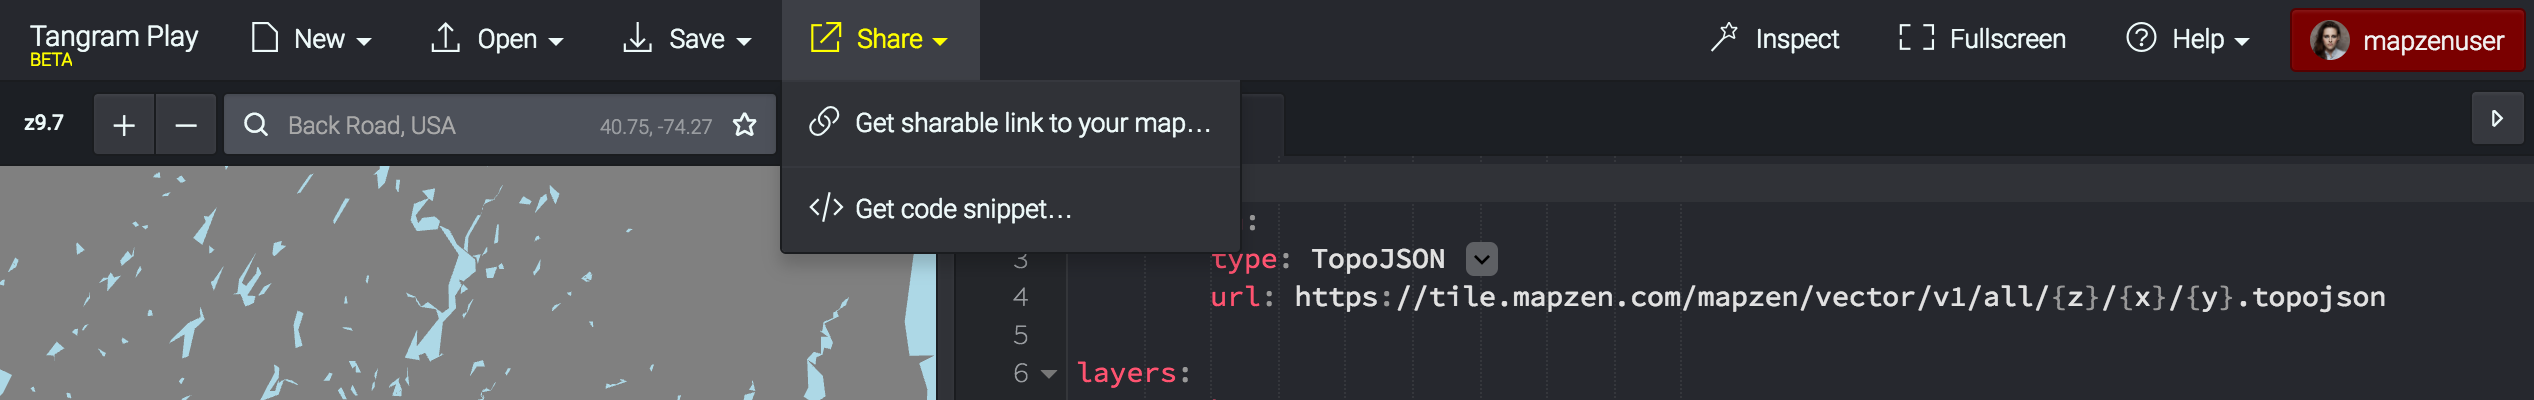 Tangram Play New Open Save Share Inspect Fullscreen Help mapzenuser
BETA
z9.7 + − Back Road, USA 40.75, -74.27
Get sharable link to your map...
</> Get code snippet...
:
3 type: TopoJSON
4 url: https://tile.mapzen.com/mapzen/vector/v1/all/{z}/{x}/{y}.topojson
5
6 layers: